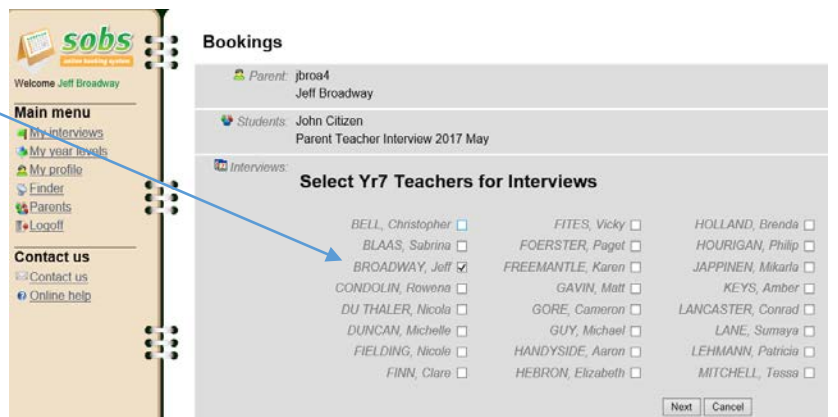 sobs
online booking system
Welcome Jeff Broadway
Main menu
My interviews
My year levels
My profile
Finder
Parents
Logoff
Contact us
Contact us
Online help
Bookings
Parent: jbroa4
Jeff Broadway
Students: John Citizen
Parent Teacher Interview 2017 May
Interviews:
Select Yr7 Teachers for Interviews
BELL, Christopher FITES, Vicky HOLLAND, Brenda
BLAAS, Sabrina FOERSTER, Paget HOURIGAN, Philip
BROADWAY, Jeff FREEMANTLE, Karen JAPPINEN, Mikarla
CONDOLIN, Rowena GAVIN, Matt KEYS, Amber
DU THALER, Nicola GORE, Cameron LANCASTER, Conrad
DUNCAN, Michelle GUY, Michael LANE, Sumaya
FIELDING, Nicole HANDYSIDE, Aaron LEHMANN, Patricia
FINN, Clare HEBRON, Elizabeth MITCHELL, Tessa
Next Cancel